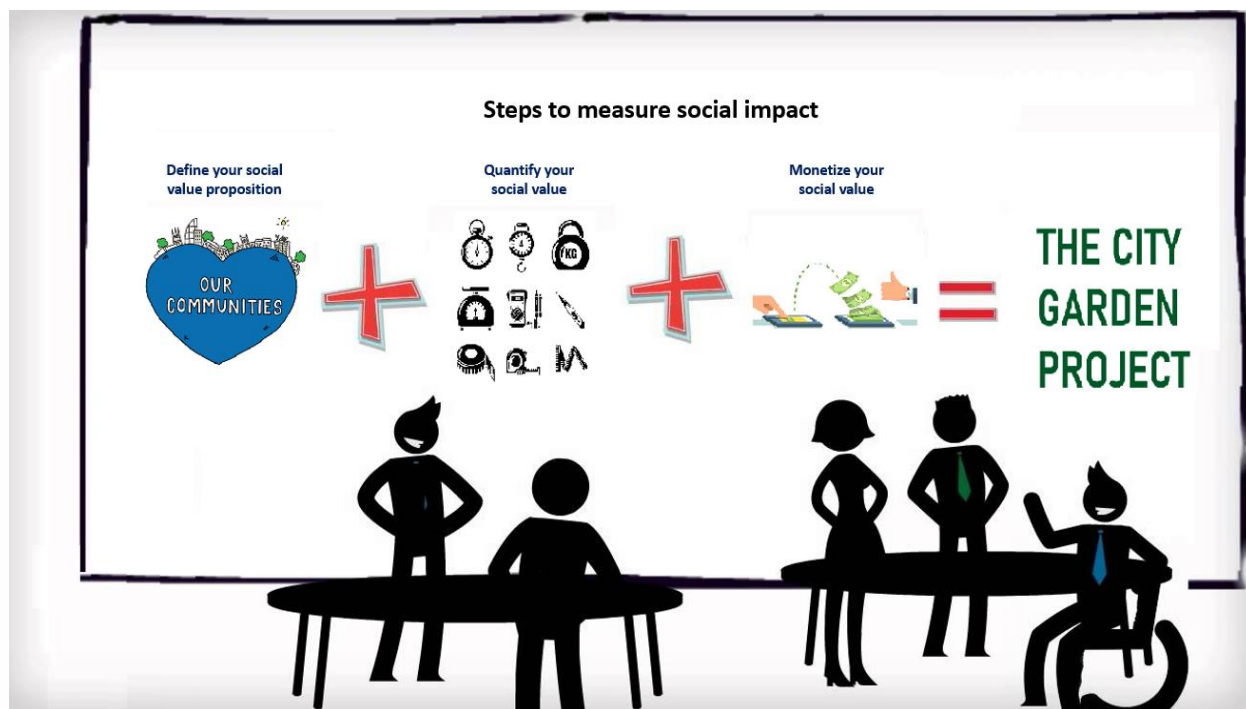 Steps to measure social impact
Define your social
value proposition
Quantify your
social value
Monetize your
social value
OUR
COMMUNITIES
KG
THE CITY
GARDEN
PROJECT